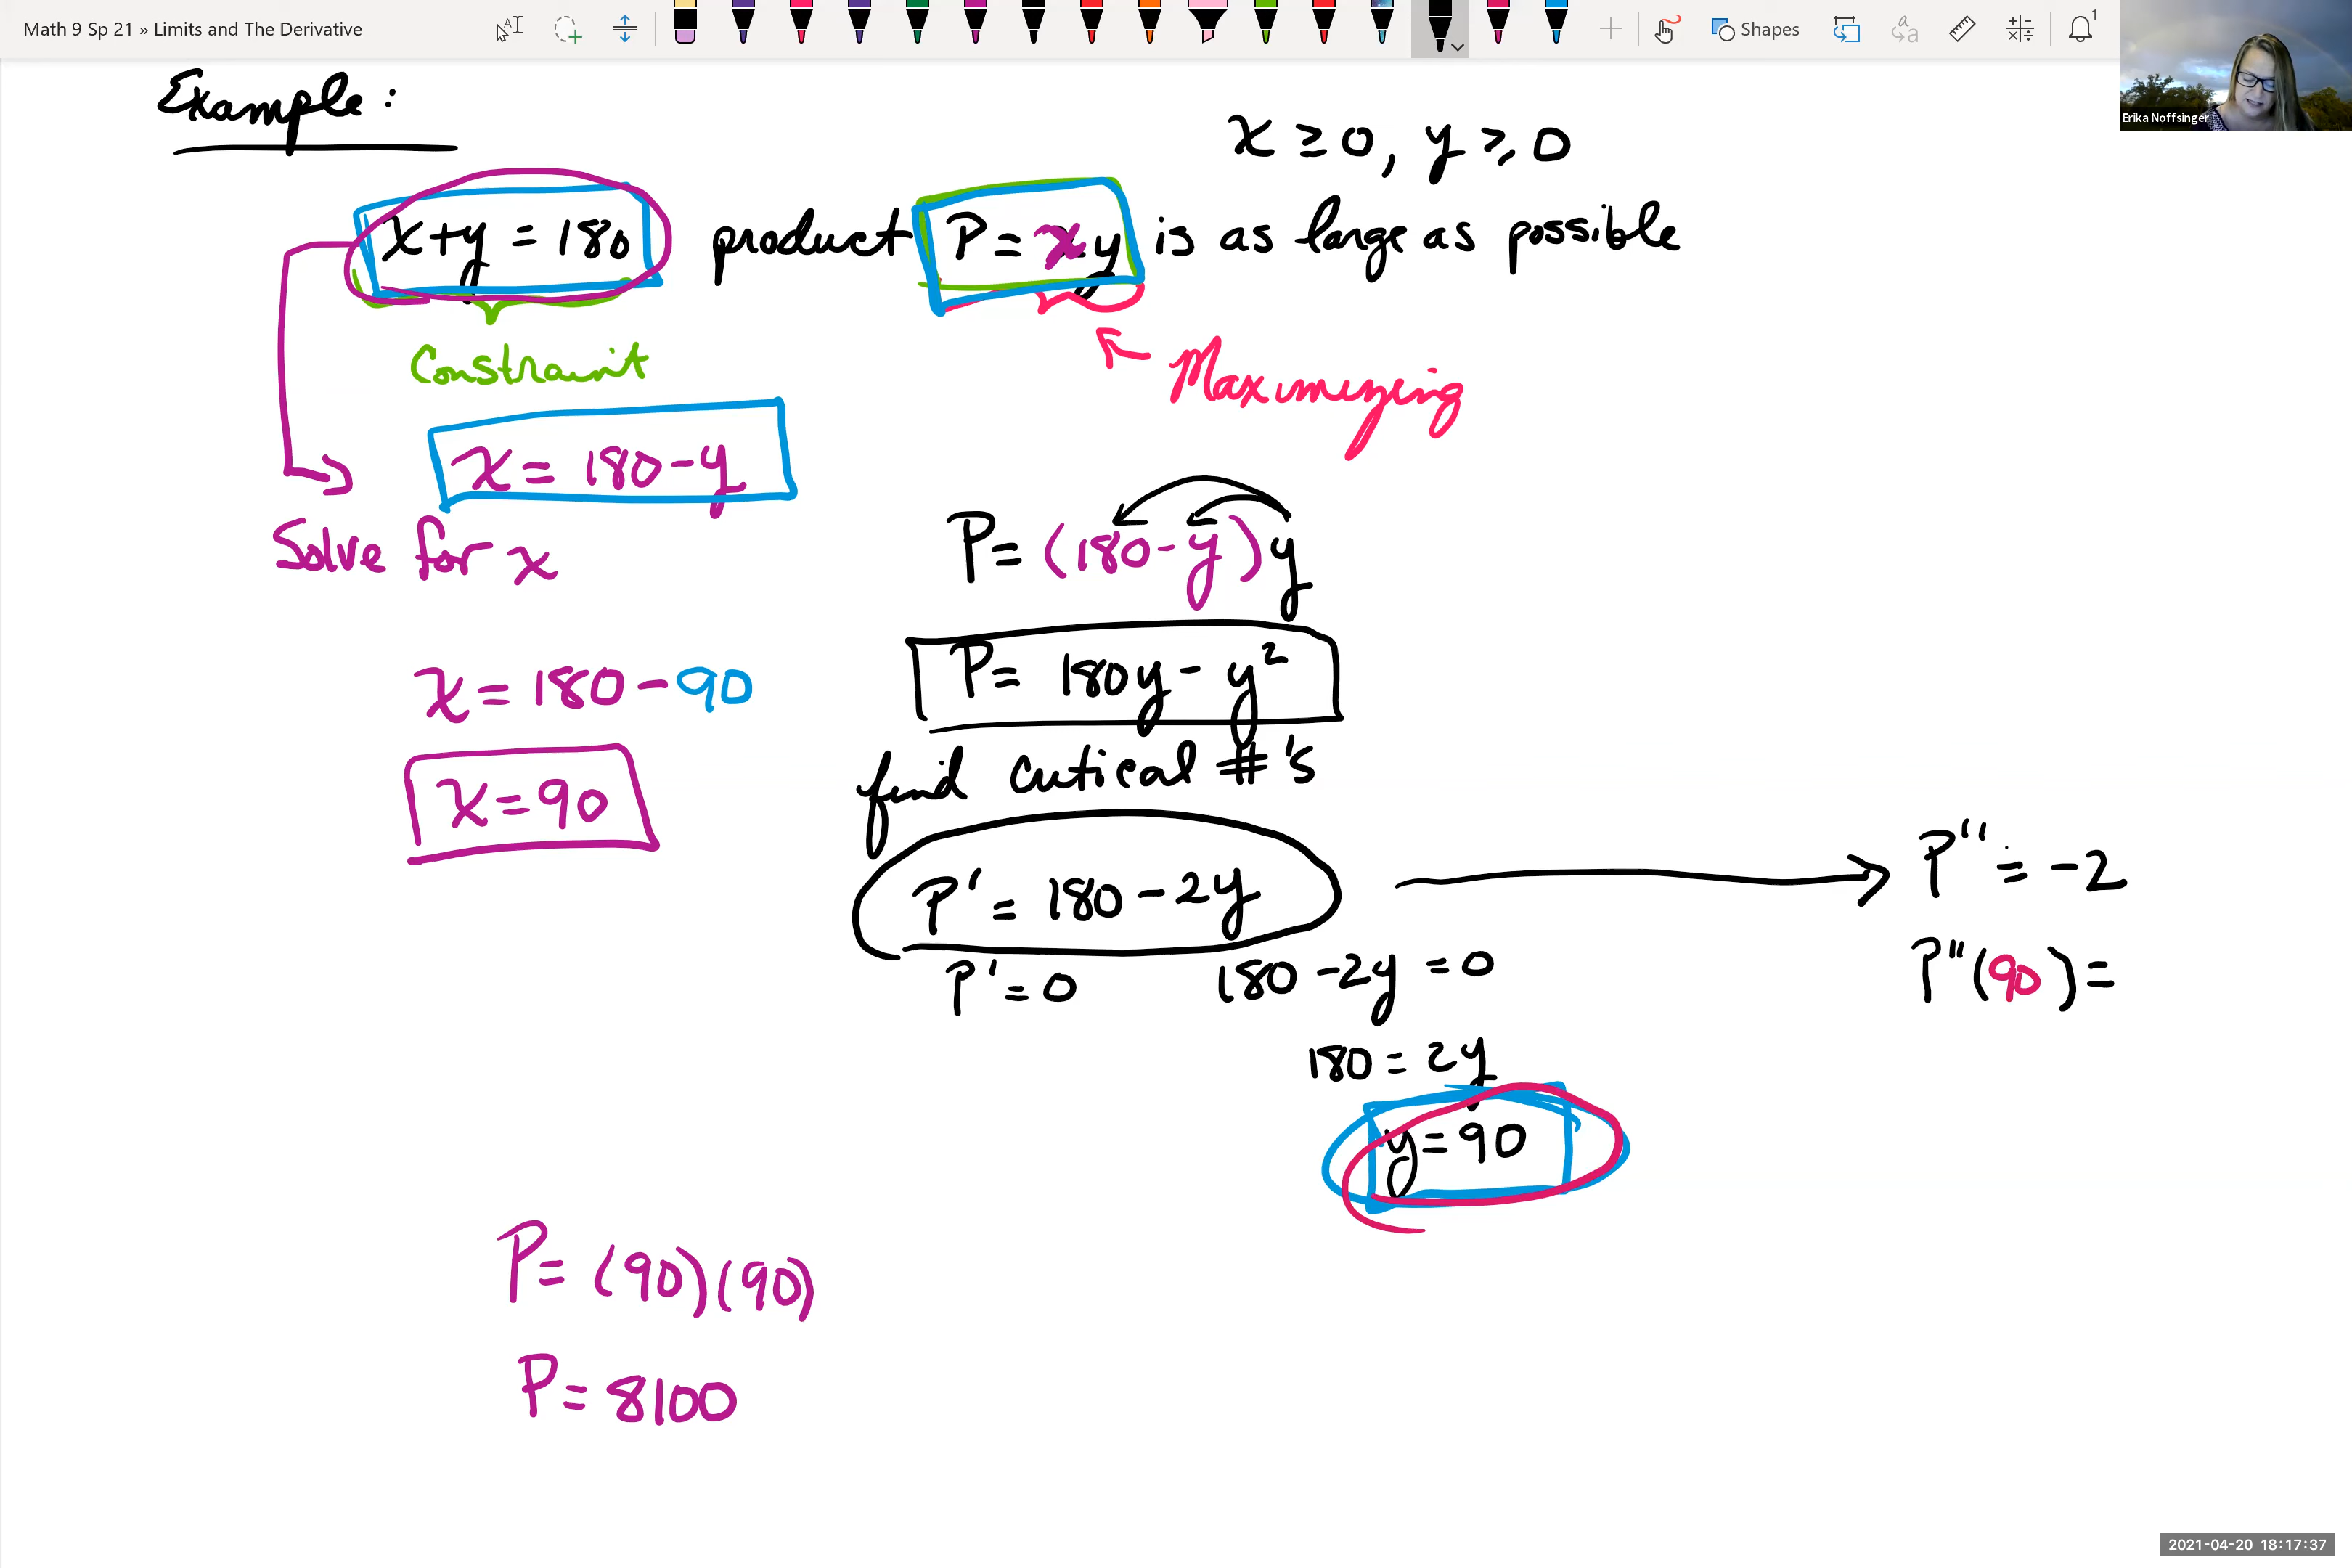 Math 9 Sp 21 » Limits and The Derivative
Shapes
1
Erika Noffsinger
Example:
x ≥ 0, y ≥ 0
x+y = 180 product P = xy is as large as possible
Constraint
Maximizing
x = 180-y
Solve for x
P = (180-y)y
x = 180-90
P = 180y - y²
x = 90
find critical #'s
P' = 180-2y
P'' = -2
P' = 0 180-2y = 0
P''(90) =
180 = 2y
y = 90
P = (90)(90)
P = 8100
2021-04-20 18:17:37